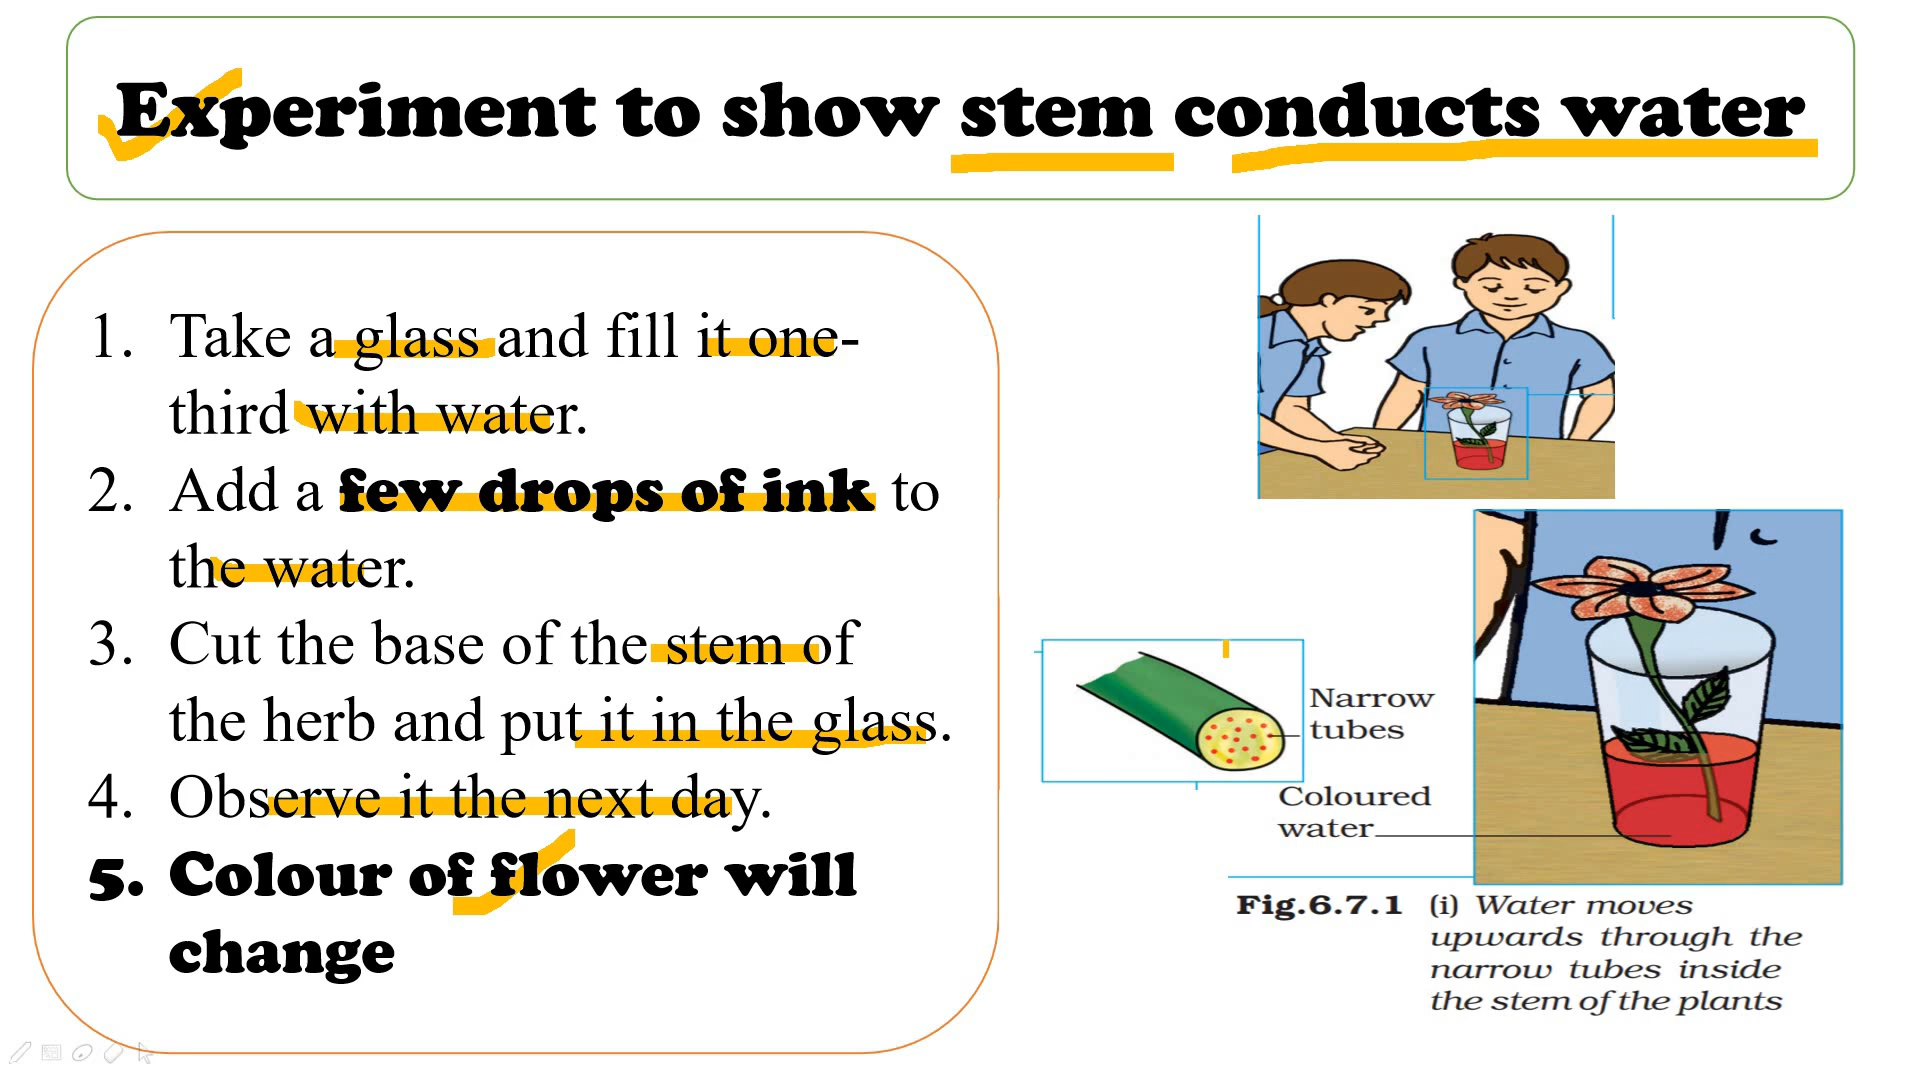 Experiment to show stem conducts water
1. Take a glass and fill it one-
third with water.
2. Add a few drops of ink to
the water.
3. Cut the base of the stem of
the herb and put it in the glass.
4. Observe it the next day.
5. Colour of flower will
change
Narrow
tubes
Coloured
water
Fig.6.7.1 (i) Water moves
upwards through the
narrow tubes inside
the stem of the plants